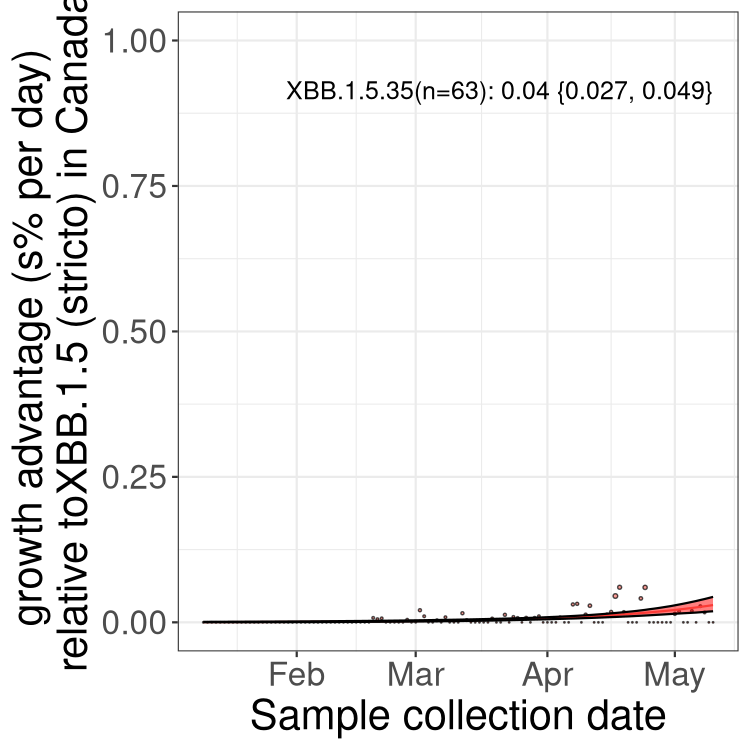 growth advantage (s% per day)
relative toXBB.1.5 (stricto) in Canada
1.00
XBB.1.5.35(n=63): 0.04 {0.027, 0.049}
0.75
0.50
0.25
0.00
Feb Mar Apr May
Sample collection date